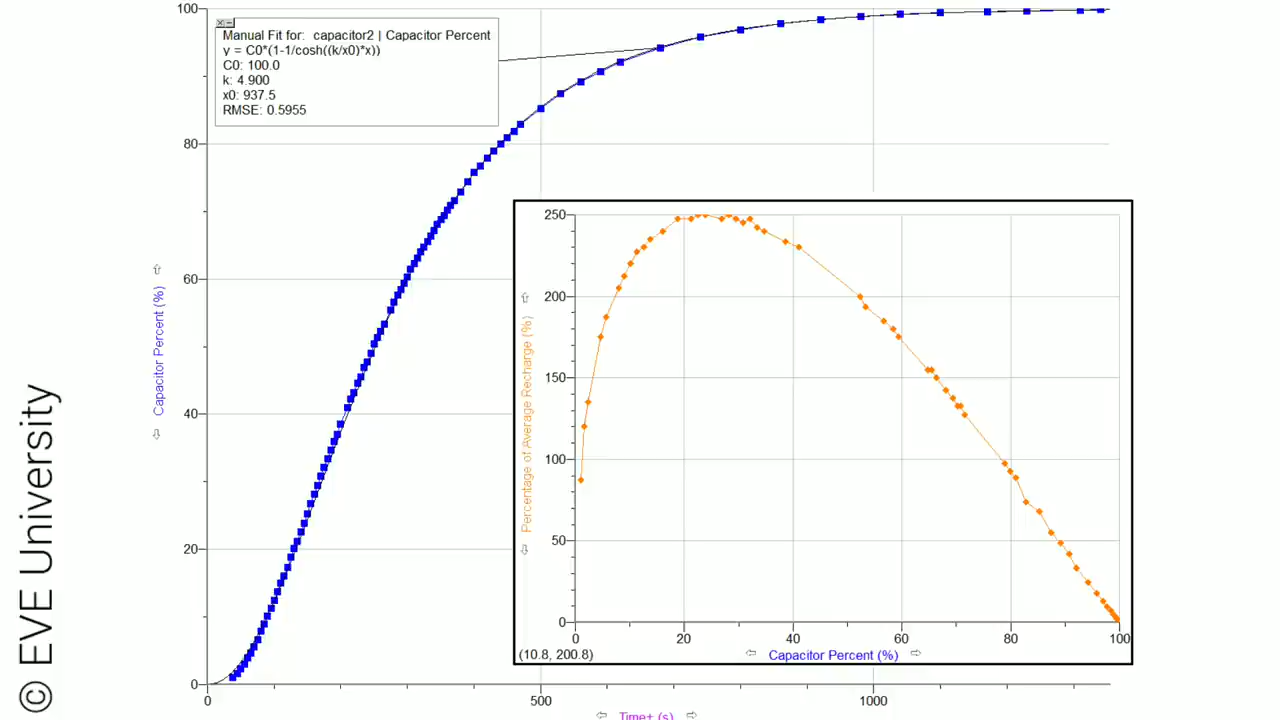 100
80
60
40
20
0
0
500
1000
Capacitor Percent (%)
Time+ (s)
Manual Fit for: capacitor2 | Capacitor Percent
y = C0*(1-1/cosh((k/x0)*x))
C0: 100.0
k: 4.900
x0: 937.5
RMSE: 0.5955
250
200
150
100
50
0
0
20
40
60
80
100
Percentage of Average Recharge (%)
(10.8, 200.8)
Capacitor Percent (%)
© EVE University